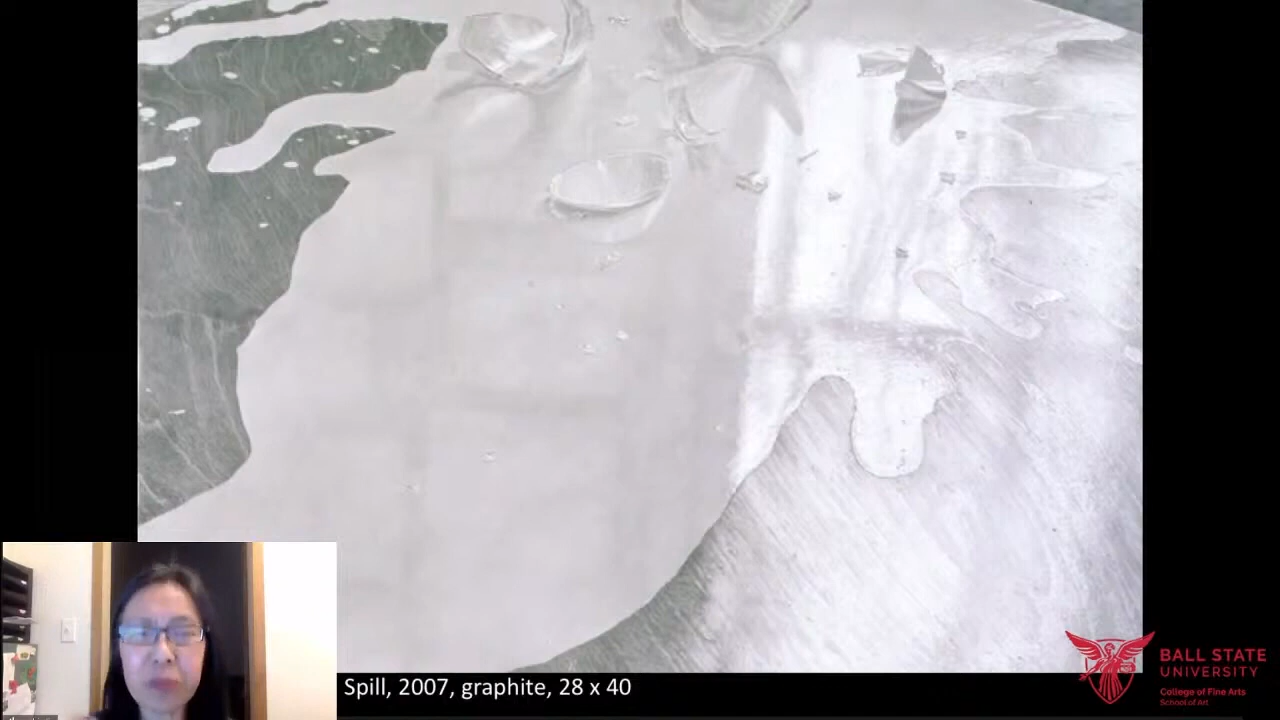 Spill, 2007, graphite, 28 x 40
BALL STATE
UNIVERSITY
College of Fine Arts
School of Art